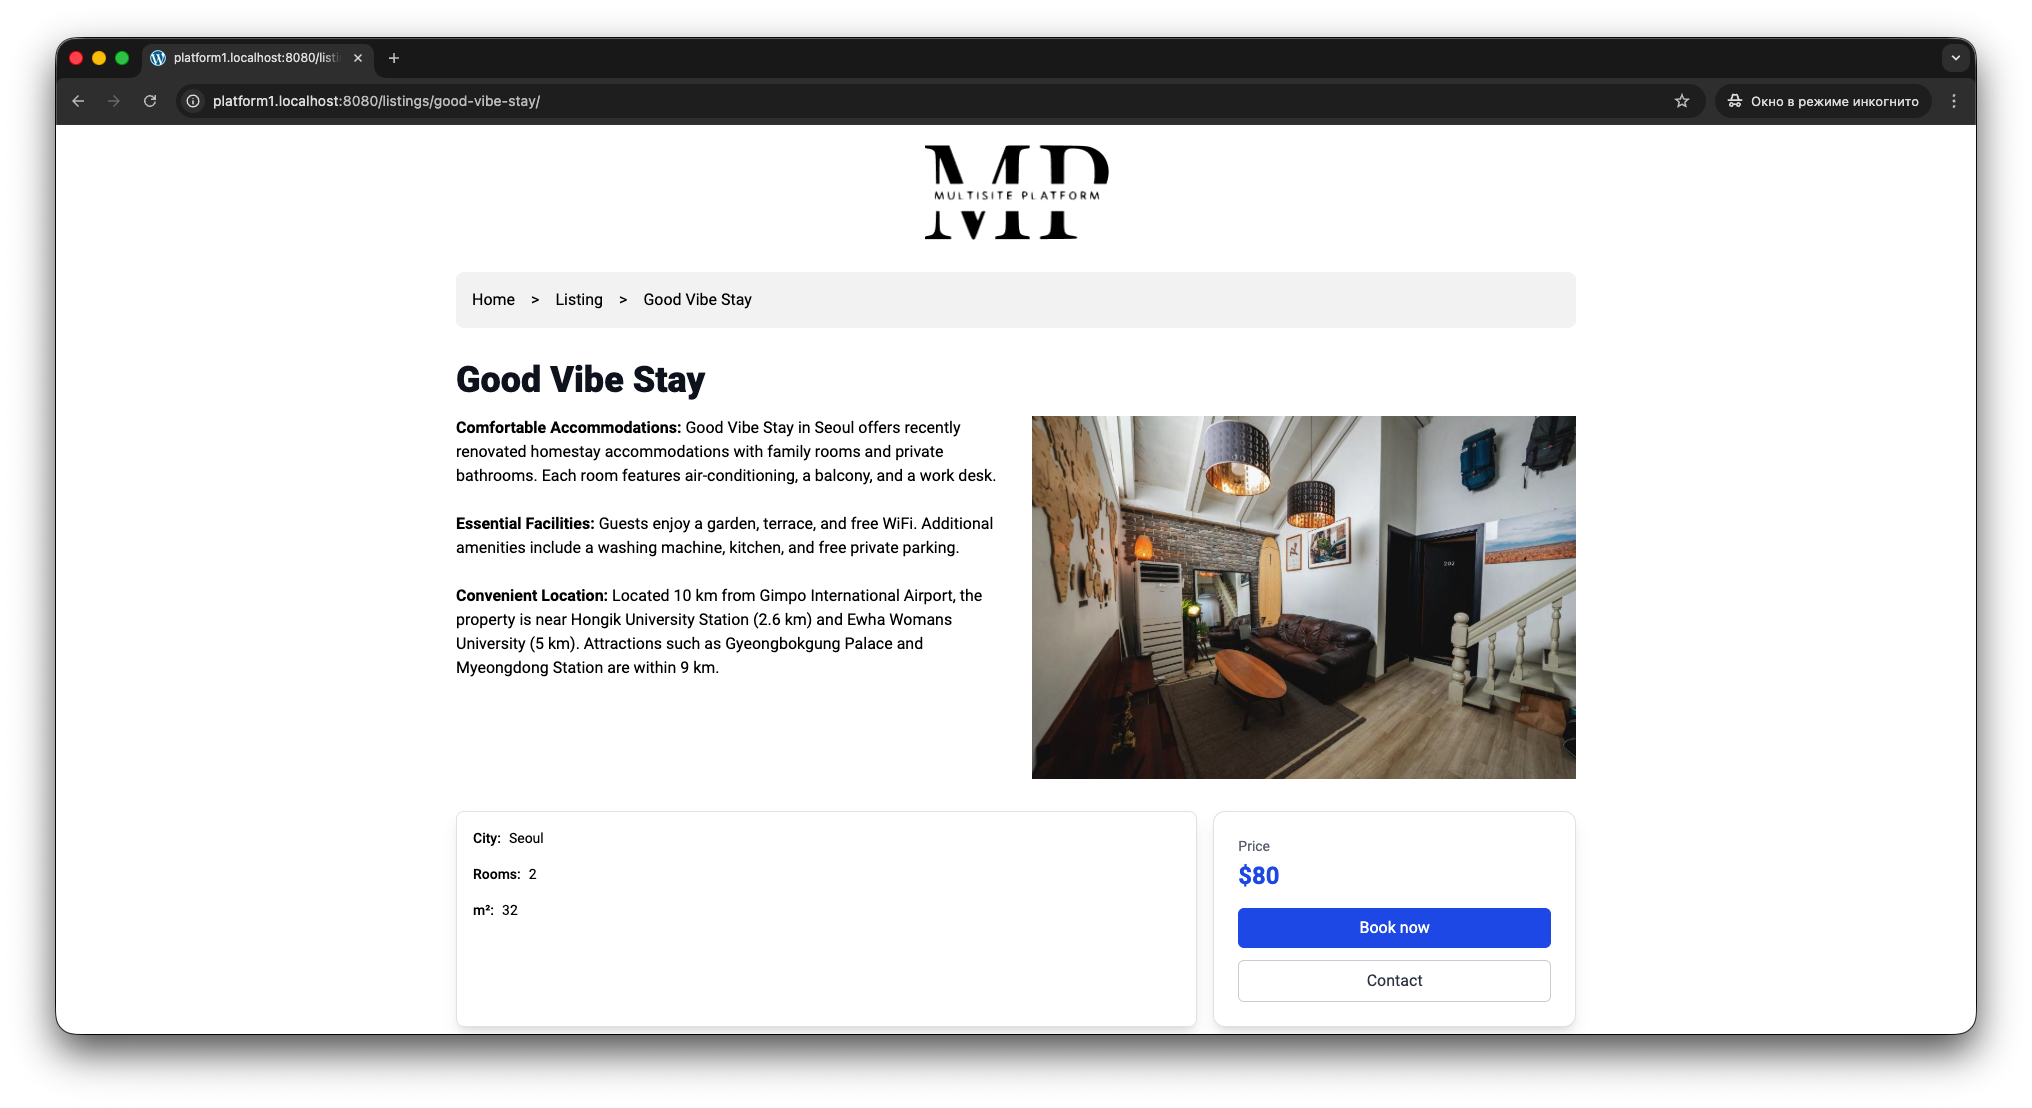 platform1.localhost:8080/listi
platform1.localhost:8080/listings/good-vibe-stay/
Окно в режиме инкогнито
MP
MULTISITE PLATFORM
Home > Listing > Good Vibe Stay
Good Vibe Stay
Comfortable Accommodations: Good Vibe Stay in Seoul offers recently
renovated homestay accommodations with family rooms and private
bathrooms. Each room features air-conditioning, a balcony, and a work desk.
Essential Facilities: Guests enjoy a garden, terrace, and free WiFi. Additional
amenities include a washing machine, kitchen, and free private parking.
Convenient Location: Located 10 km from Gimpo International Airport, the
property is near Hongik University Station (2.6 km) and Ewha Womans
University (5 km). Attractions such as Gyeongbokgung Palace and
Myeongdong Station are within 9 km.
202
City: Seoul
Rooms: 2
m²: 32
Price
$80
Book now
Contact